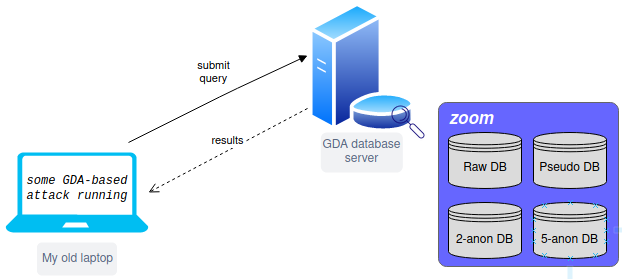 submit
query
results
GDA database
server
some GDA-based
attack running
My old laptop
zoom
Raw DB
Pseudo DB
2-anon DB
5-anon DB